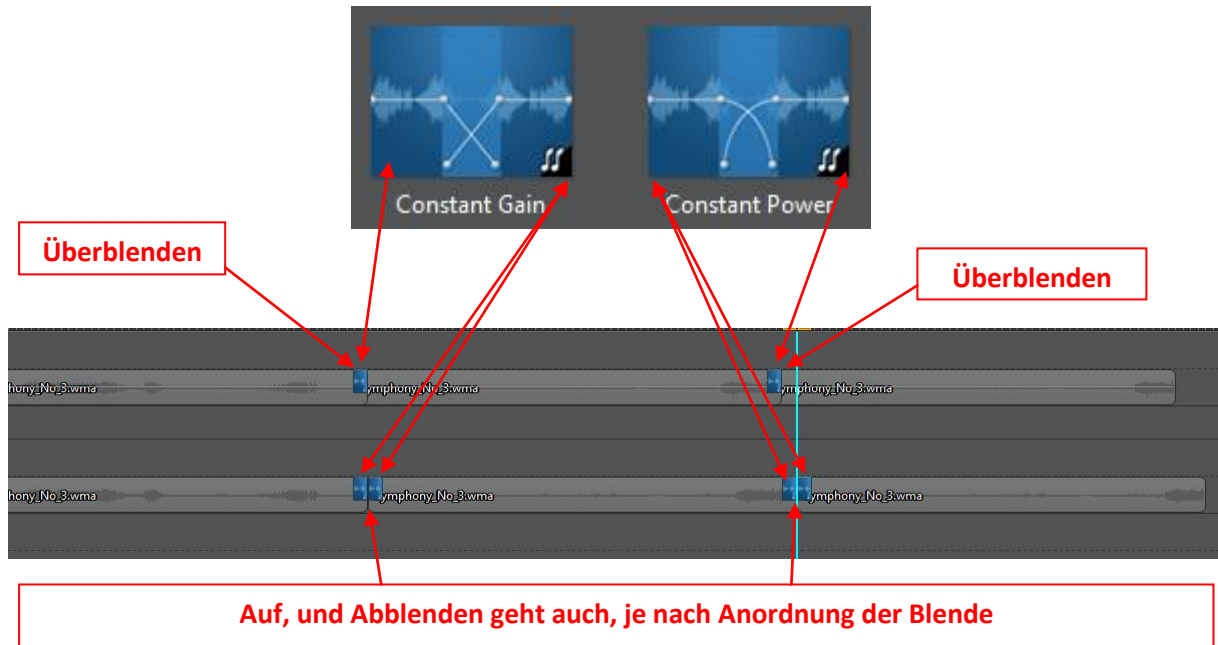 Constant Gain
Constant Power
Überblenden
Überblenden
hony_No_3.wma
ymphony_No_3.wma
ymphony_No_3.wma
hony_No_3.wma
ymphony_No_3.wma
ymphony_No_3.wma
Auf, und Abblenden geht auch, je nach Anordnung der Blende